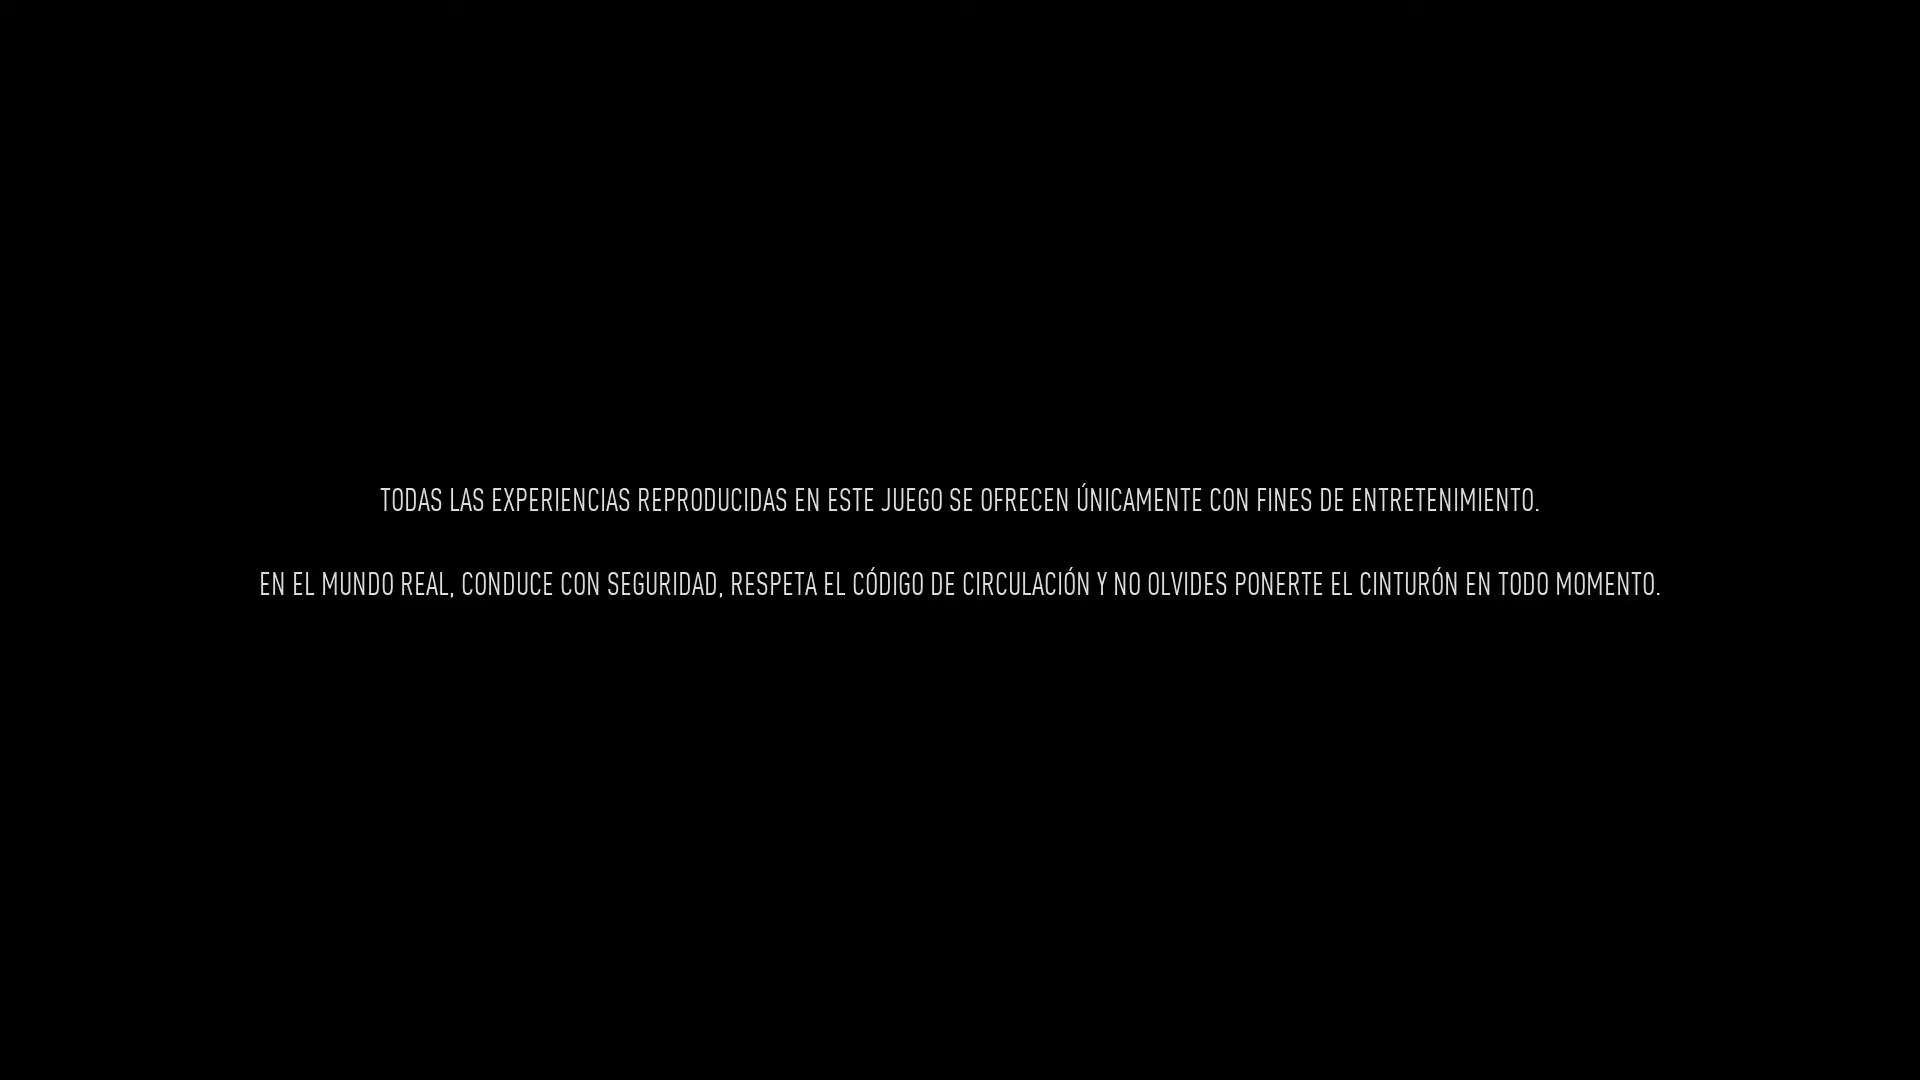 TODAS LAS EXPERIENCIAS REPRODUCIDAS EN ESTE JUEGO SE OFRECEN ÚNICAMENTE CON FINES DE ENTRETENIMIENTO.
EN EL MUNDO REAL, CONDUCE CON SEGURIDAD, RESPETA EL CÓDIGO DE CIRCULACIÓN Y NO OLVIDES PONERTE EL CINTURÓN EN TODO MOMENTO.